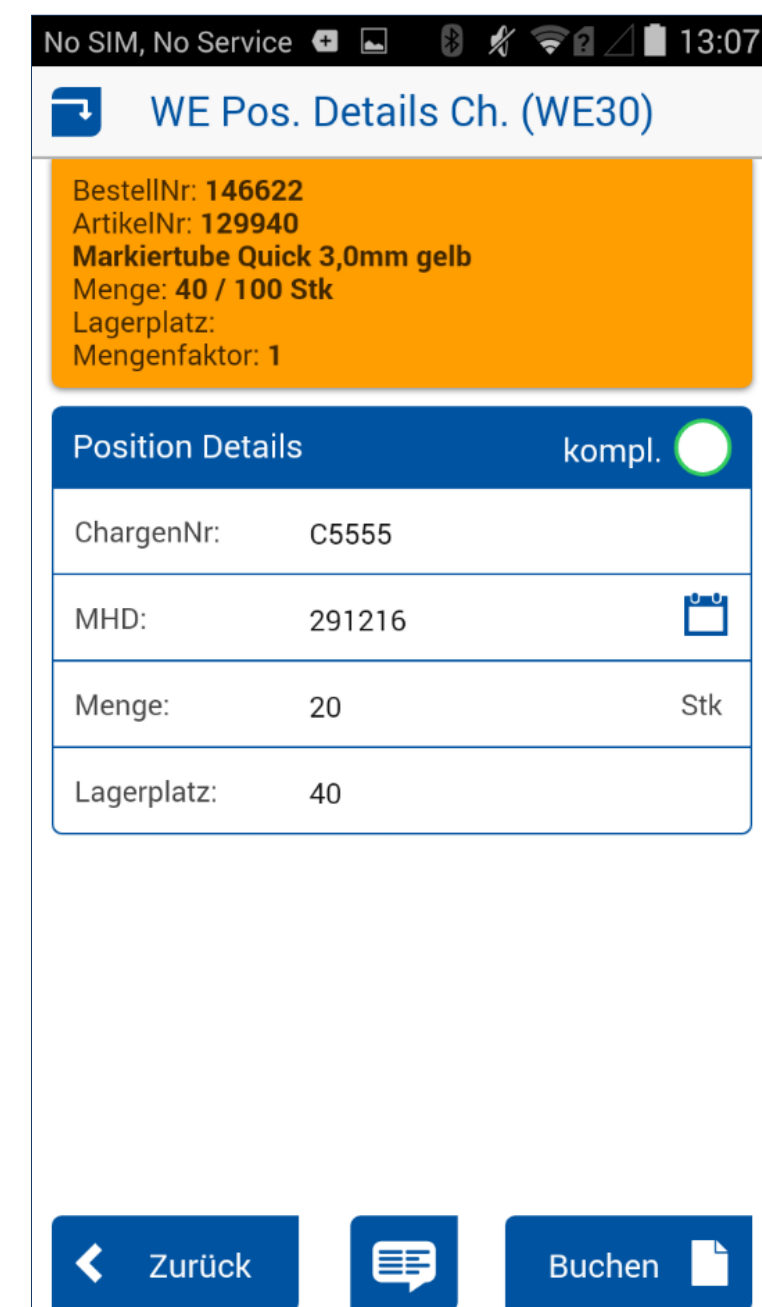 No SIM, No Service 13:07
WE Pos. Details Ch. (WE30)
BestellNr: 146622
ArtikelNr: 129940
Markiertube Quick 3,0mm gelb
Menge: 40 / 100 Stk
Lagerplatz:
Mengenfaktor: 1
Position Details kompl.
ChargenNr: C5555
MHD: 291216
Menge: 20 Stk
Lagerplatz: 40
Zurück Buchen